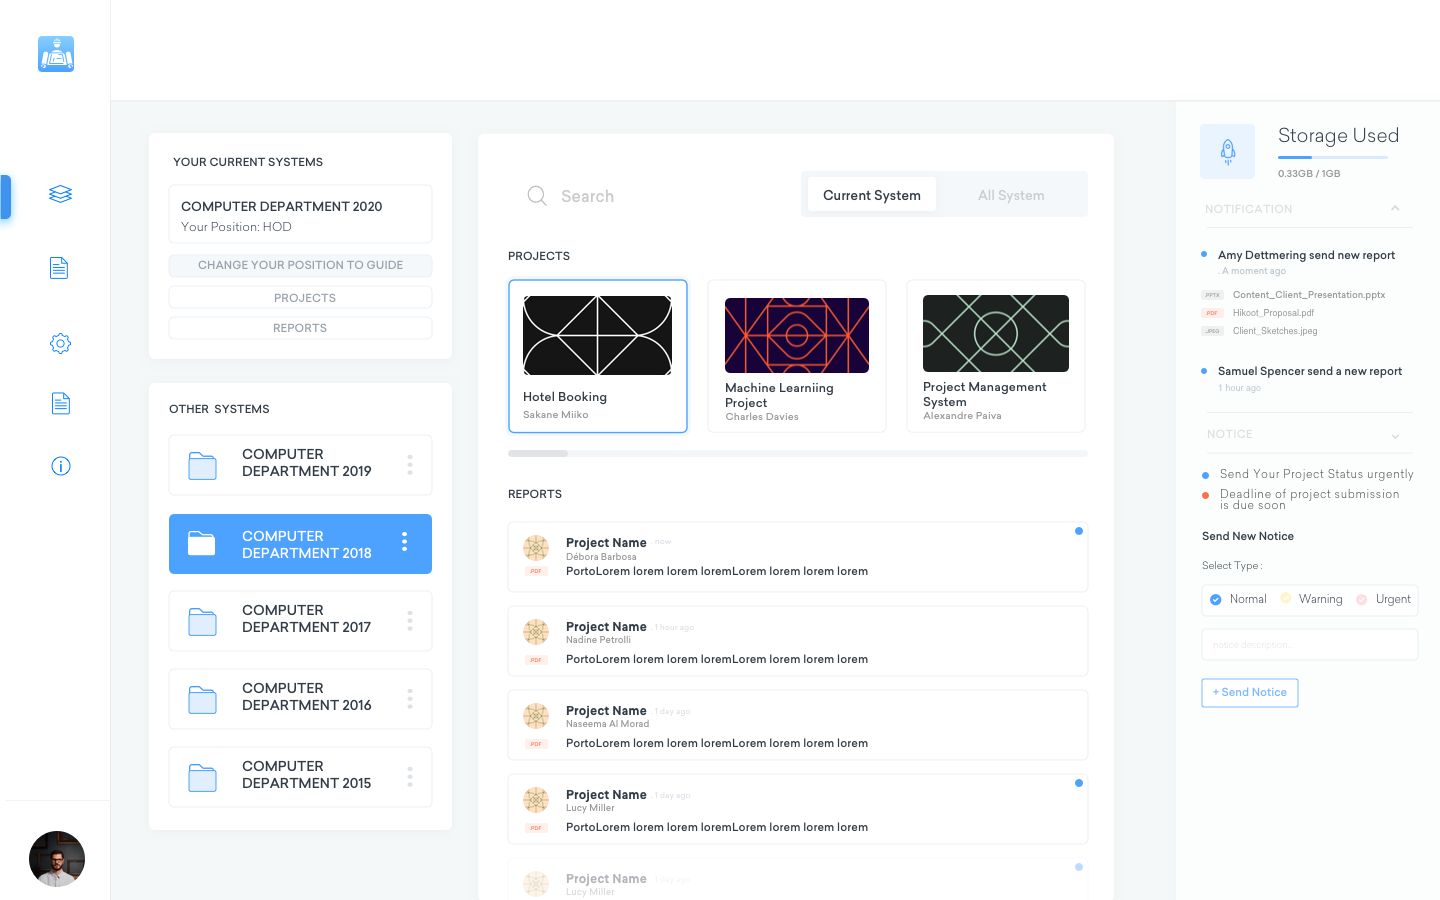 YOUR CURRENT SYSTEMS
COMPUTER DEPARTMENT 2020
Your Position: HOD
CHANGE YOUR POSITION TO GUIDE
PROJECTS
REPORTS
OTHER SYSTEMS
COMPUTER
DEPARTMENT 2019
COMPUTER
DEPARTMENT 2018
COMPUTER
DEPARTMENT 2017
COMPUTER
DEPARTMENT 2016
COMPUTER
DEPARTMENT 2015
Search
Current System
All System
PROJECTS
Hotel Booking
Sakane Miiko
Machine Learniing
Project
Charles Davies
Project Management
System
Alexandre Paiva
REPORTS
Project Name . now
Débora Barbosa
.PDF
PortoLorem lorem lorem loremLorem lorem lorem lorem
Project Name . 1 hour ago
Nadine Petrolli
.PDF
PortoLorem lorem lorem loremLorem lorem lorem lorem
Project Name . 1 day ago
Naseema Al Morad
.PDF
PortoLorem lorem lorem loremLorem lorem lorem lorem
Project Name . 1 day ago
Lucy Miller
.PDF
PortoLorem lorem lorem loremLorem lorem lorem lorem
Project Name . 1 day ago
Lucy Miller
Storage Used
0.33GB / 1GB
NOTIFICATION
Amy Dettmering send new report
. A moment ago
.PPTX Content_Client_Presentation.pptx
.PDF Hikoot_Proposal.pdf
.JPEG Client_Sketches.jpeg
Samuel Spencer send a new report
1 hour ago
NOTICE
Send Your Project Status urgently
Deadline of project submission
is due soon
Send New Notice
Select Type :
Normal
Warning
Urgent
notice description...
+ Send Notice